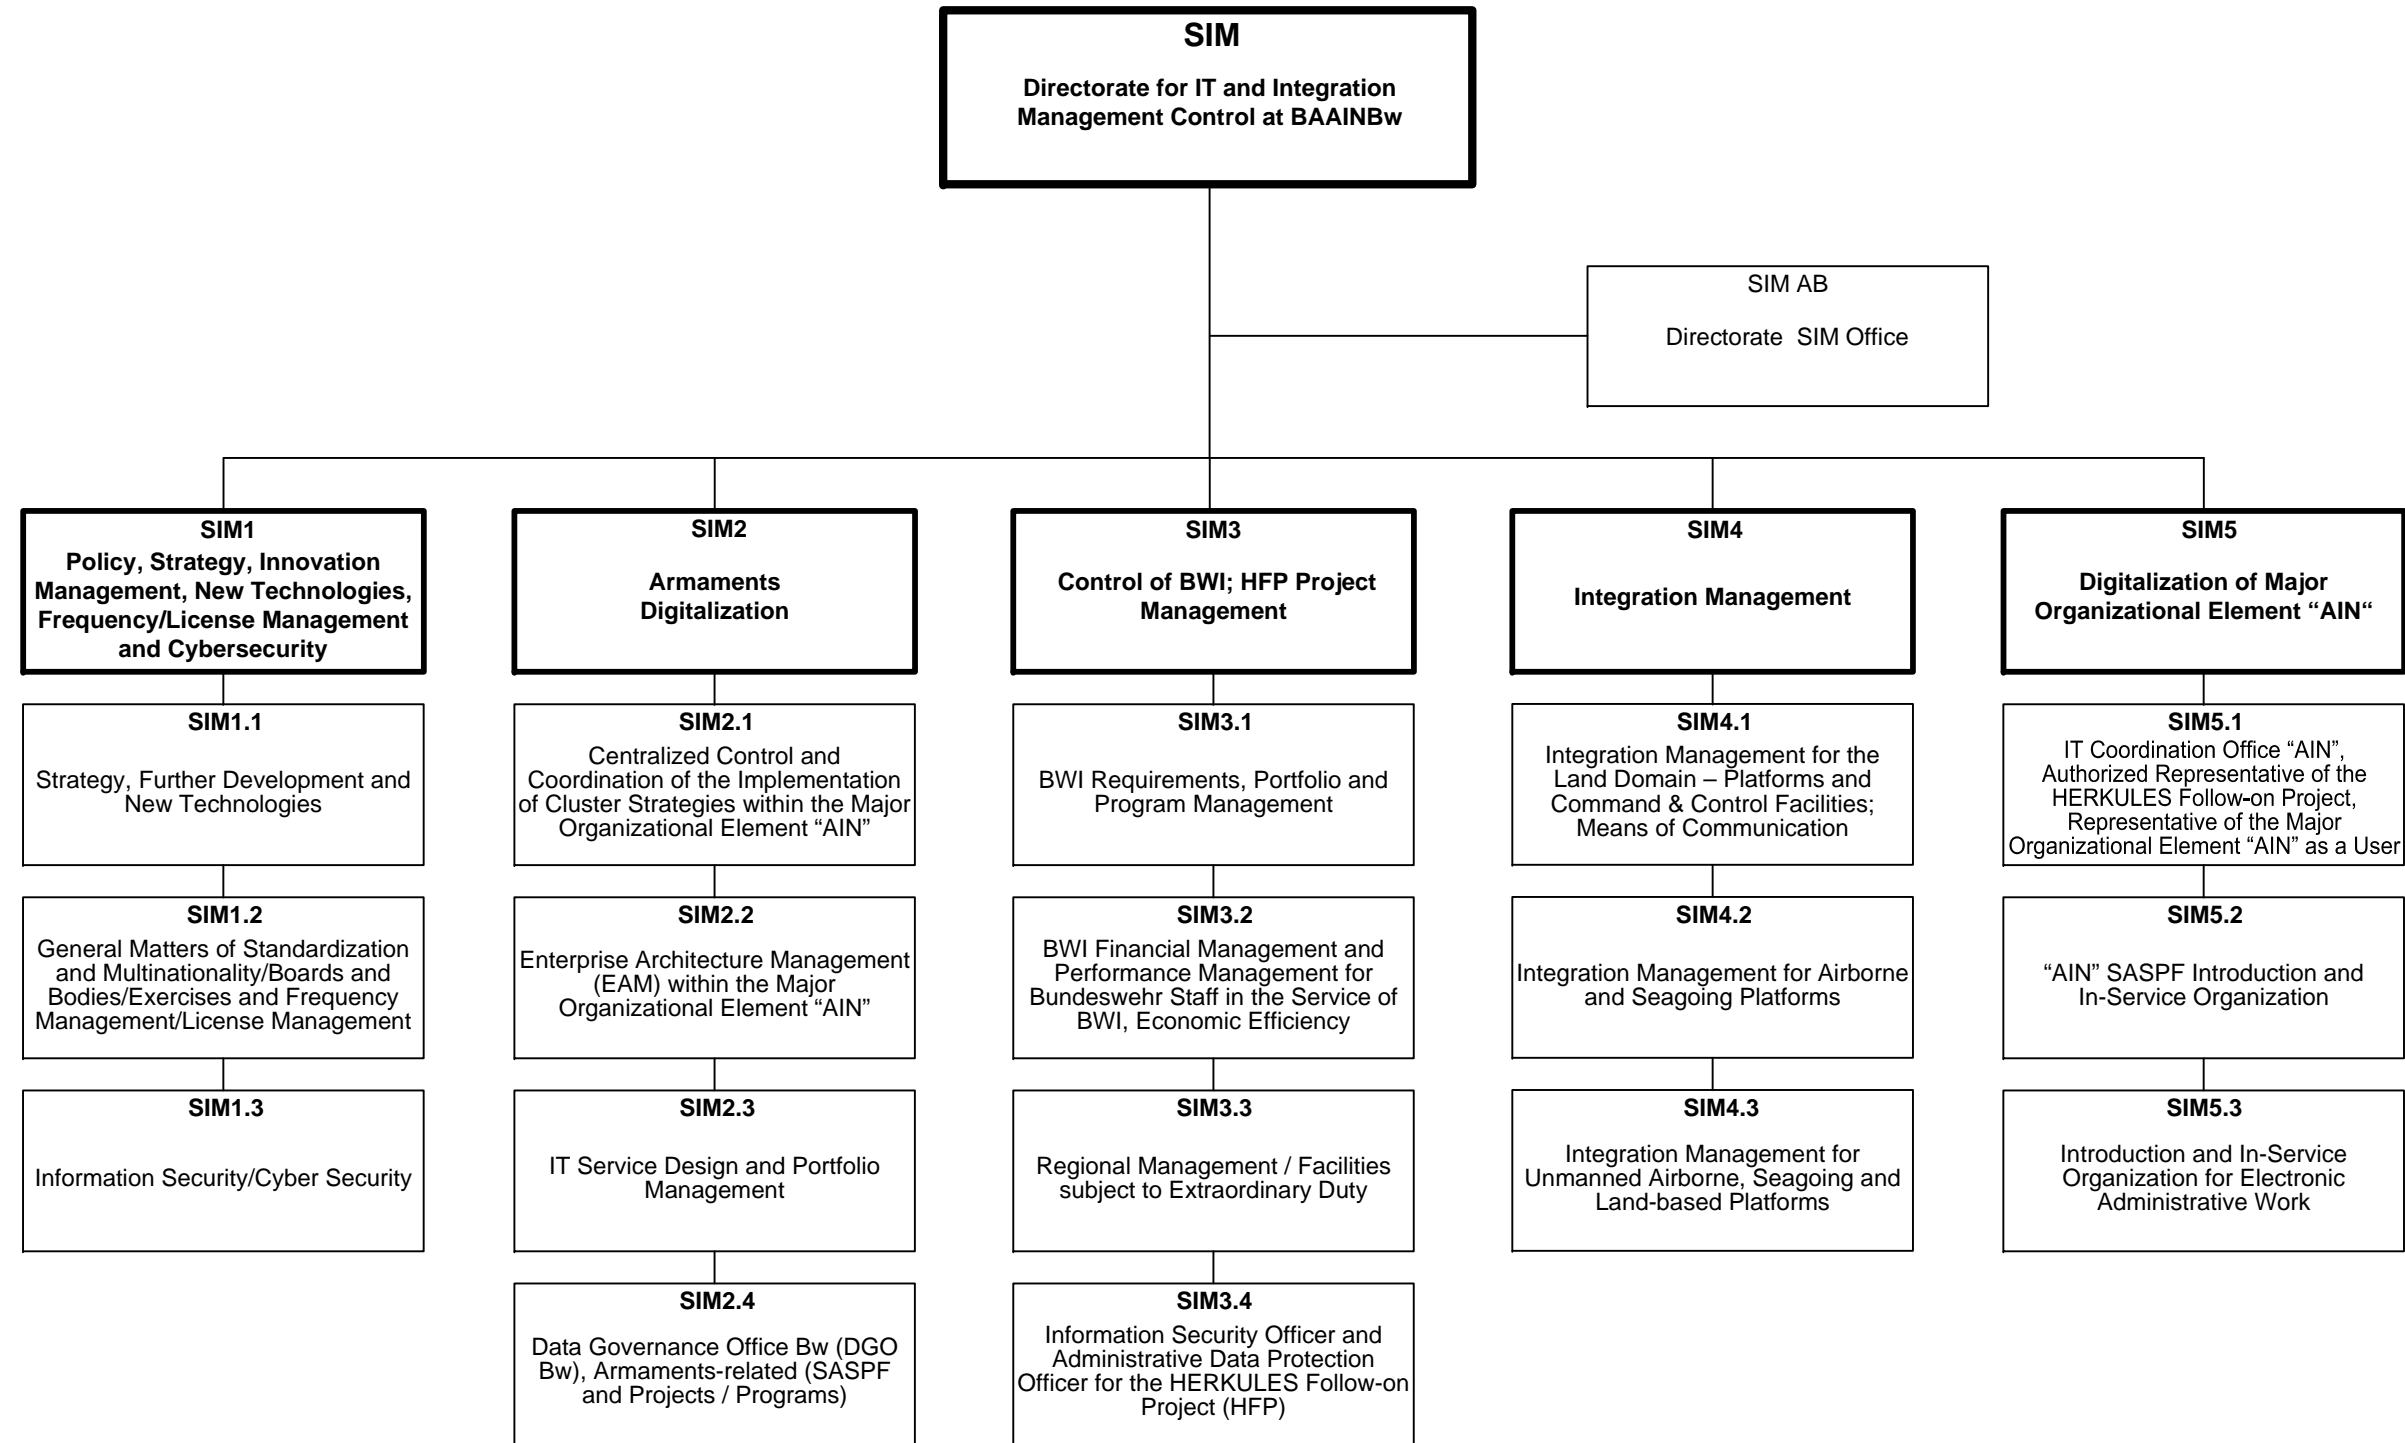 SIM
Directorate for IT and Integration
Management Control at BAAINBw
SIM AB
Directorate  SIM Office
SIM1
Policy, Strategy, Innovation
Management, New Technologies,
Frequency/License Management
and Cybersecurity
SIM2
Armaments
Digitalization
SIM3
Control of BWI; HFP Project
Management
SIM4
Integration Management
SIM5
Digitalization of Major
Organizational Element “AIN“
SIM1.1
Strategy, Further Development and
New Technologies
SIM2.1
Centralized Control and
Coordination of the Implementation
of Cluster Strategies within the Major
Organizational Element “AIN”
SIM3.1
BWI Requirements, Portfolio and
Program Management
SIM4.1
Integration Management for the
Land Domain – Platforms and
Command & Control Facilities;
Means of Communication
SIM5.1
IT Coordination Office “AIN”,
Authorized Representative of the
HERKULES Follow-on Project,
Representative of the Major
Organizational Element “AIN” as a User
SIM1.2
General Matters of Standardization
and Multinationality/Boards and
Bodies/Exercises and Frequency
Management/License Management
SIM2.2
Enterprise Architecture Management
(EAM) within the Major
Organizational Element “AIN”
SIM3.2
BWI Financial Management and
Performance Management for
Bundeswehr Staff in the Service of
BWI, Economic Efficiency
SIM4.2
Integration Management for Airborne
and Seagoing Platforms
SIM5.2
“AIN” SASPF Introduction and
In-Service Organization
SIM1.3
Information Security/Cyber Security
SIM2.3
IT Service Design and Portfolio
Management
SIM3.3
Regional Management / Facilities
subject to Extraordinary Duty
SIM4.3
Integration Management for
Unmanned Airborne, Seagoing and
Land-based Platforms
SIM5.3
Introduction and In-Service
Organization for Electronic
Administrative Work
SIM2.4
Data Governance Office Bw (DGO
Bw), Armaments-related (SASPF
and Projects / Programs)
SIM3.4
Information Security Officer and
Administrative Data Protection
Officer for the HERKULES Follow-on
Project (HFP)